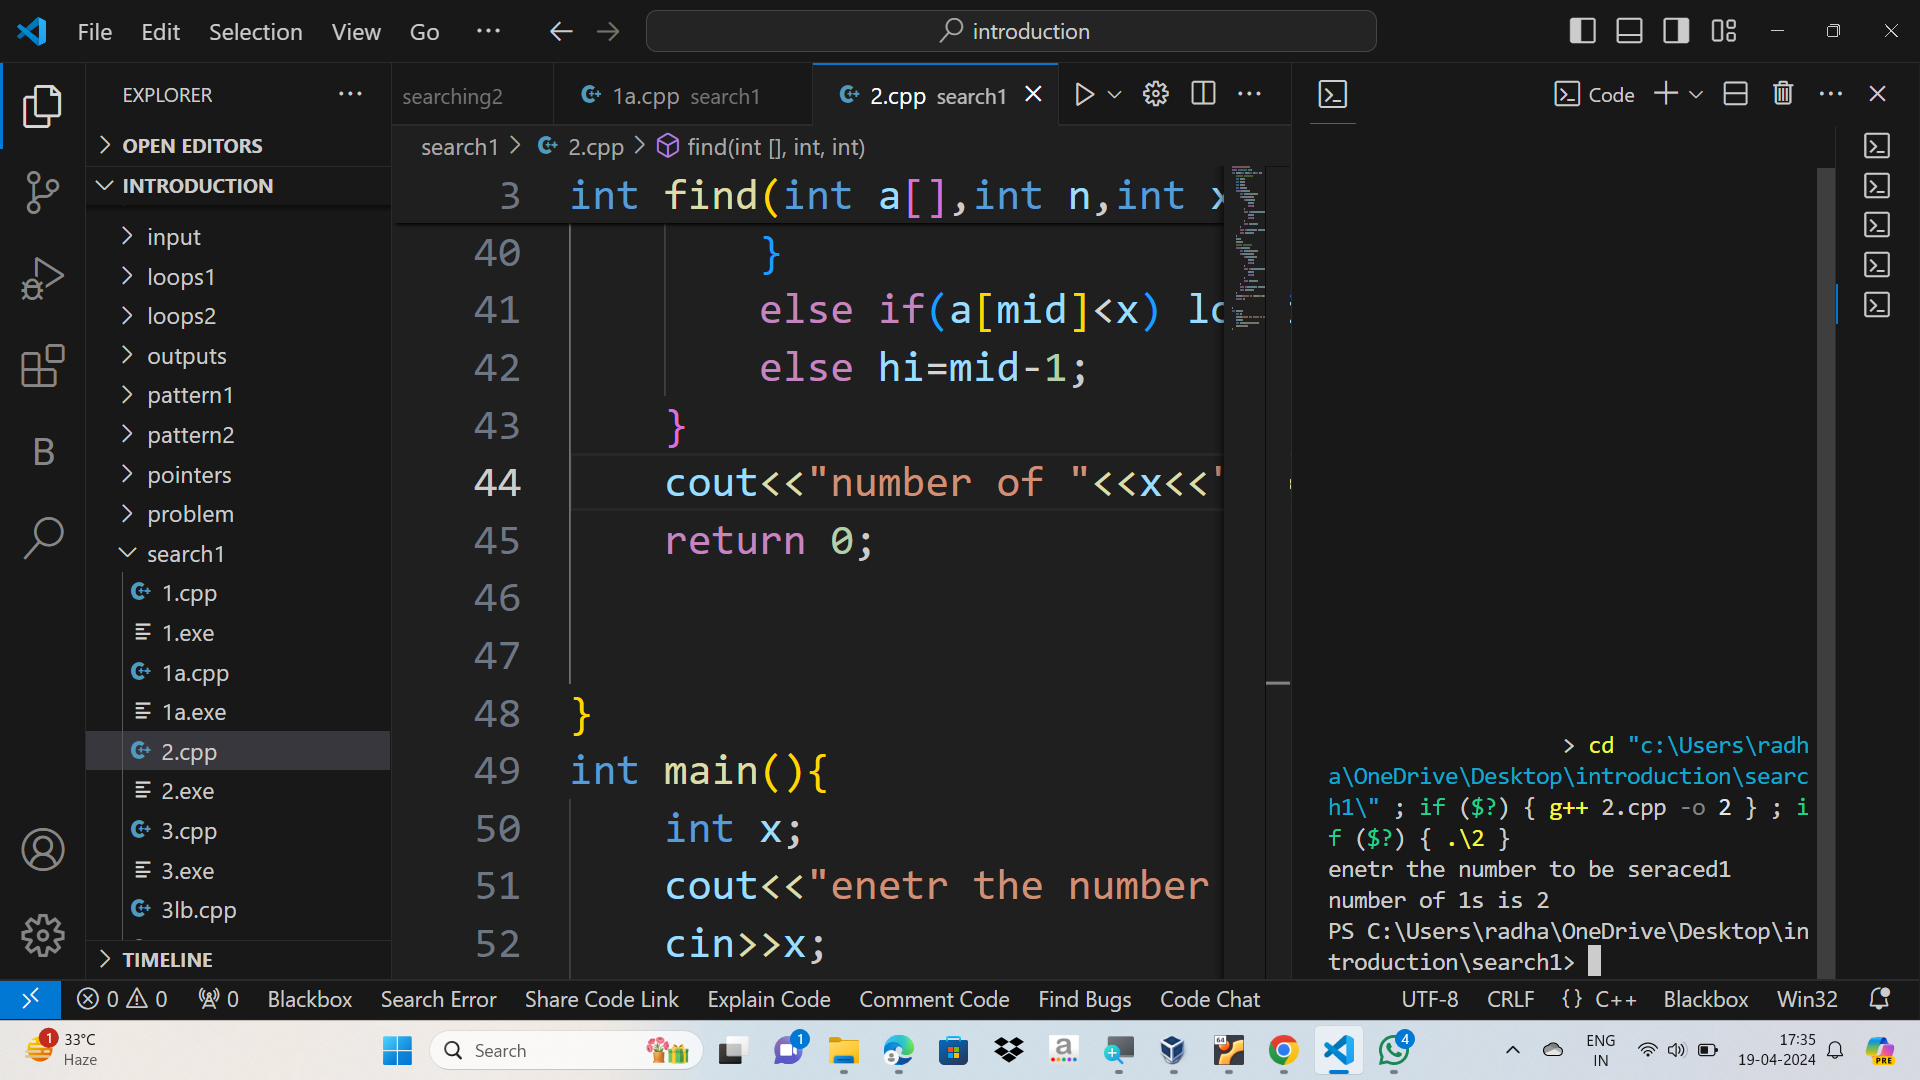 File Edit Selection View Go ··· introduction
EXPLORER ···
OPEN EDITORS
INTRODUCTION
input
loops1
loops2
outputs
pattern1
pattern2
pointers
problem
search1
1.cpp
1.exe
1a.cpp
1a.exe
2.cpp
2.exe
3.cpp
3.exe
3lb.cpp
TIMELINE
B
searching2 1a.cpp search1 2.cpp search1
search1 > 2.cpp > find(int [], int, int)
3 int find(int a[],int n,int x
40 }
41 else if(a[mid]<x) lo
42 else hi=mid-1;
43 }
44 cout<<"number of "<<x<<"
45 return 0;
46
47
48 }
49 int main(){
50 int x;
51 cout<<"enetr the number
52 cin>>x;
Code
> cd "c:\Users\radh
a\OneDrive\Desktop\introduction\searc
h1\" ; if ($?) { g++ 2.cpp -o 2 } ; i
f ($?) { .\2 }
enetr the number to be seraced1
number of 1s is 2
PS C:\Users\radha\OneDrive\Desktop\in
troduction\search1>
0 0 0 Blackbox Search Error Share Code Link Explain Code Comment Code Find Bugs Code Chat UTF-8 CRLF {} C++ Blackbox Win32
1 33°C
Haze
Search
1
64
4
ENG
IN
17:35
19-04-2024
PRE